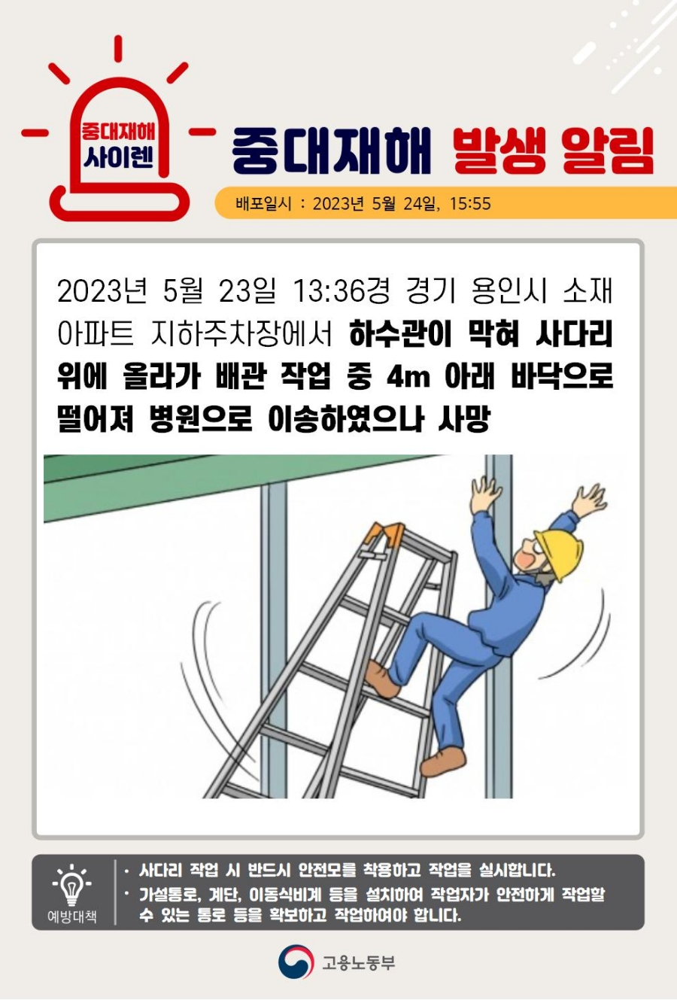 중대재해
사이렌
중대재해 발생 알림
배포일시 : 2023년 5월 24일, 15:55
2023년 5월 23일 13:36경 경기 용인시 소재
아파트 지하주차장에서 하수관이 막혀 사다리
위에 올라가 배관 작업 중 4m 아래 바닥으로
떨어져 병원으로 이송하였으나 사망
예방대책
· 사다리 작업 시 반드시 안전모를 착용하고 작업을 실시합니다.
· 가설통로, 계단, 이동식비계 등을 설치하여 작업자가 안전하게 작업할
수 있는 통로 등을 확보하고 작업하여야 합니다.
고용노동부